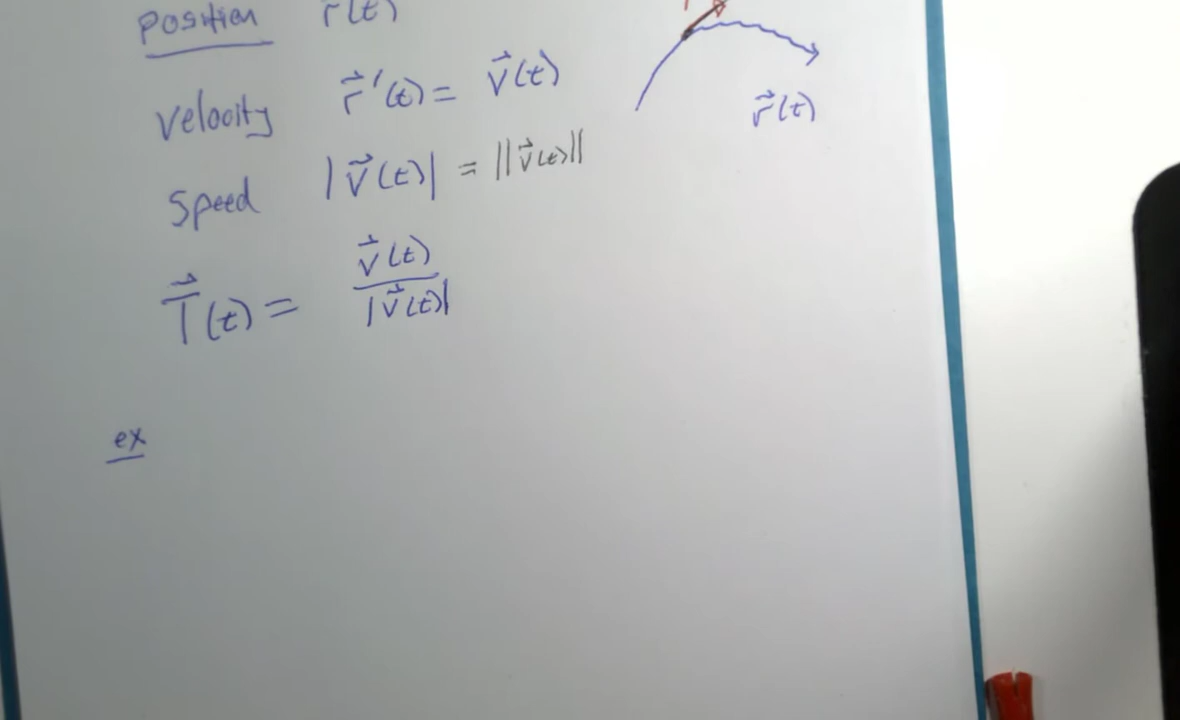 position r(t)
velocity r⃗'(t) = v⃗(t)
speed |v⃗(t)| = ||v⃗(t)||
T⃗(t) = v⃗(t) / |v⃗(t)|
r⃗(t)
ex